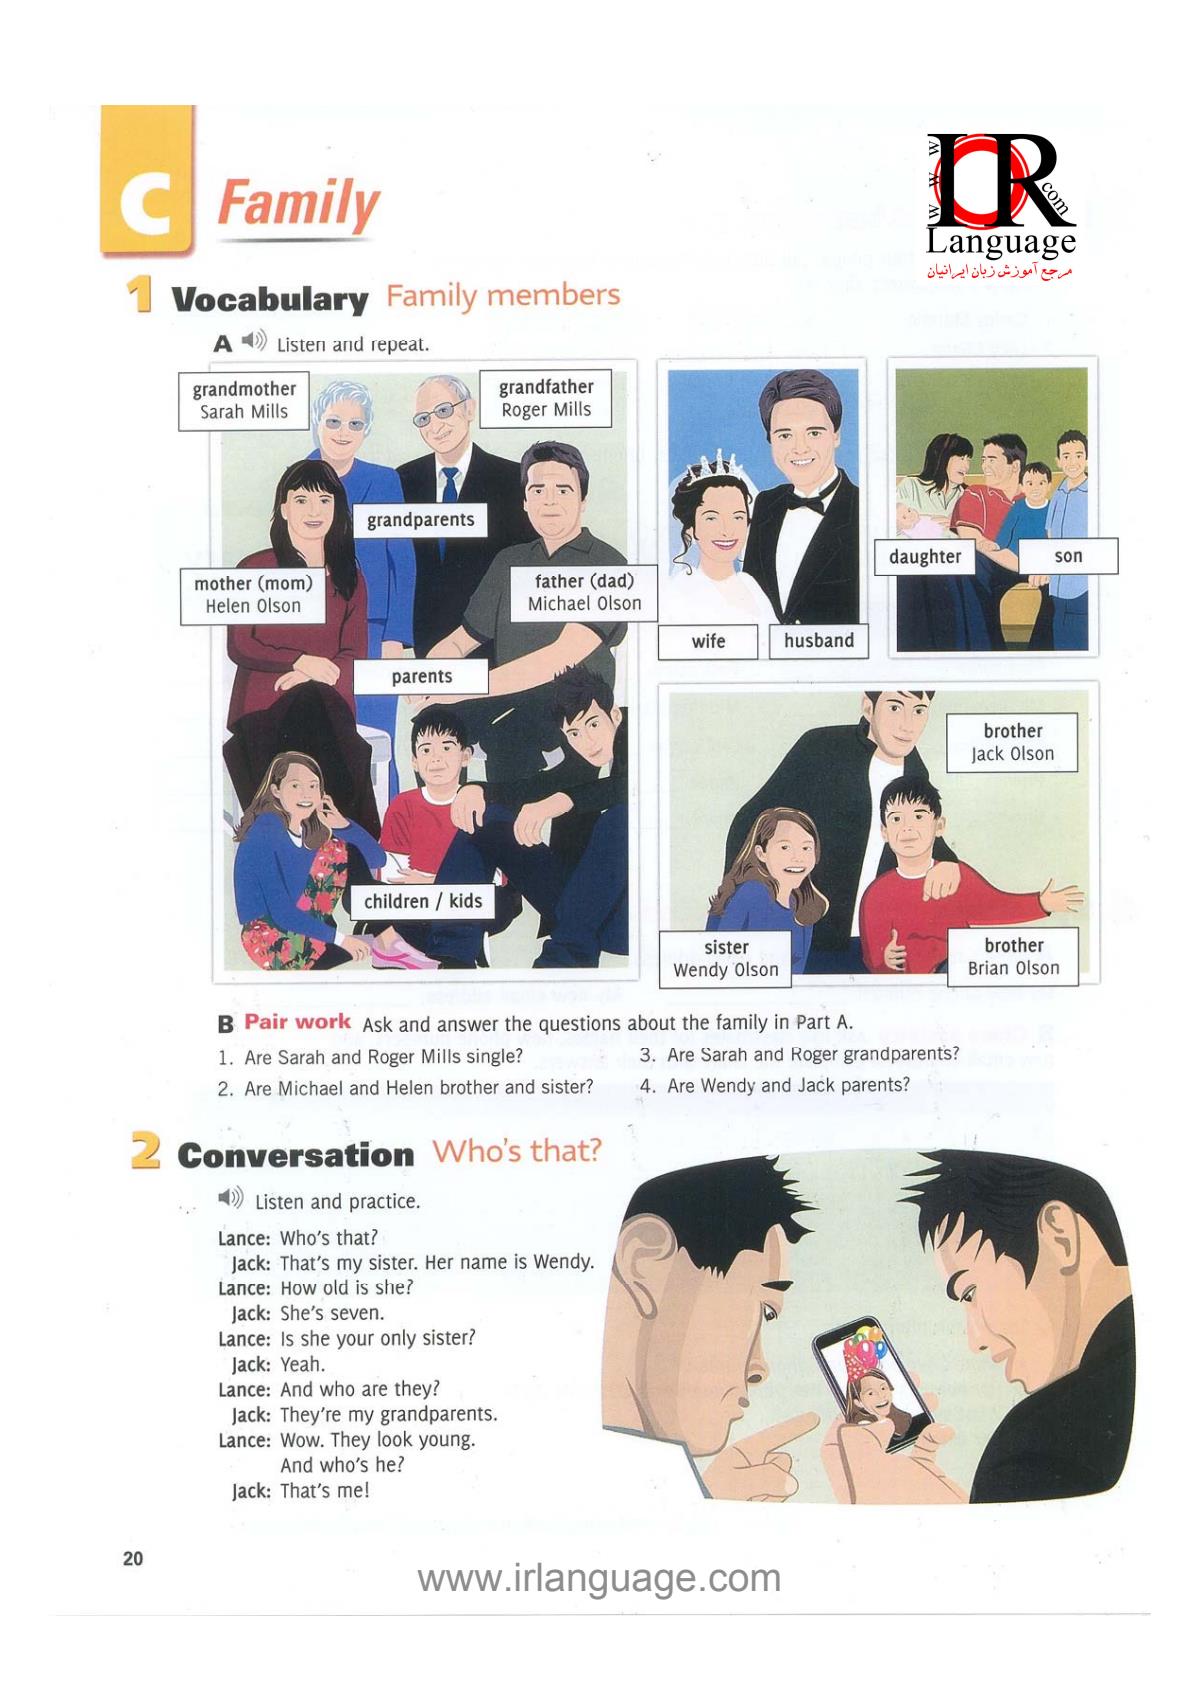 C
Family
www.
IR
.com
Language
مرجع آموزش زبان ایرانیان
1 Vocabulary Family members
A Listen and repeat.
grandmother
Sarah Mills
grandfather
Roger Mills
grandparents
mother (mom)
Helen Olson
father (dad)
Michael Olson
parents
children / kids
wife
husband
daughter
son
brother
Jack Olson
sister
Wendy Olson
brother
Brian Olson
B Pair work Ask and answer the questions about the family in Part A.
1. Are Sarah and Roger Mills single?
2. Are Michael and Helen brother and sister?
3. Are Sarah and Roger grandparents?
4. Are Wendy and Jack parents?
2 Conversation Who's that?
Listen and practice.
Lance: Who's that?
Jack: That's my sister. Her name is Wendy.
Lance: How old is she?
Jack: She's seven.
Lance: Is she your only sister?
Jack: Yeah.
Lance: And who are they?
Jack: They're my grandparents.
Lance: Wow. They look young.
And who's he?
Jack: That's me!
20
www.irlanguage.com